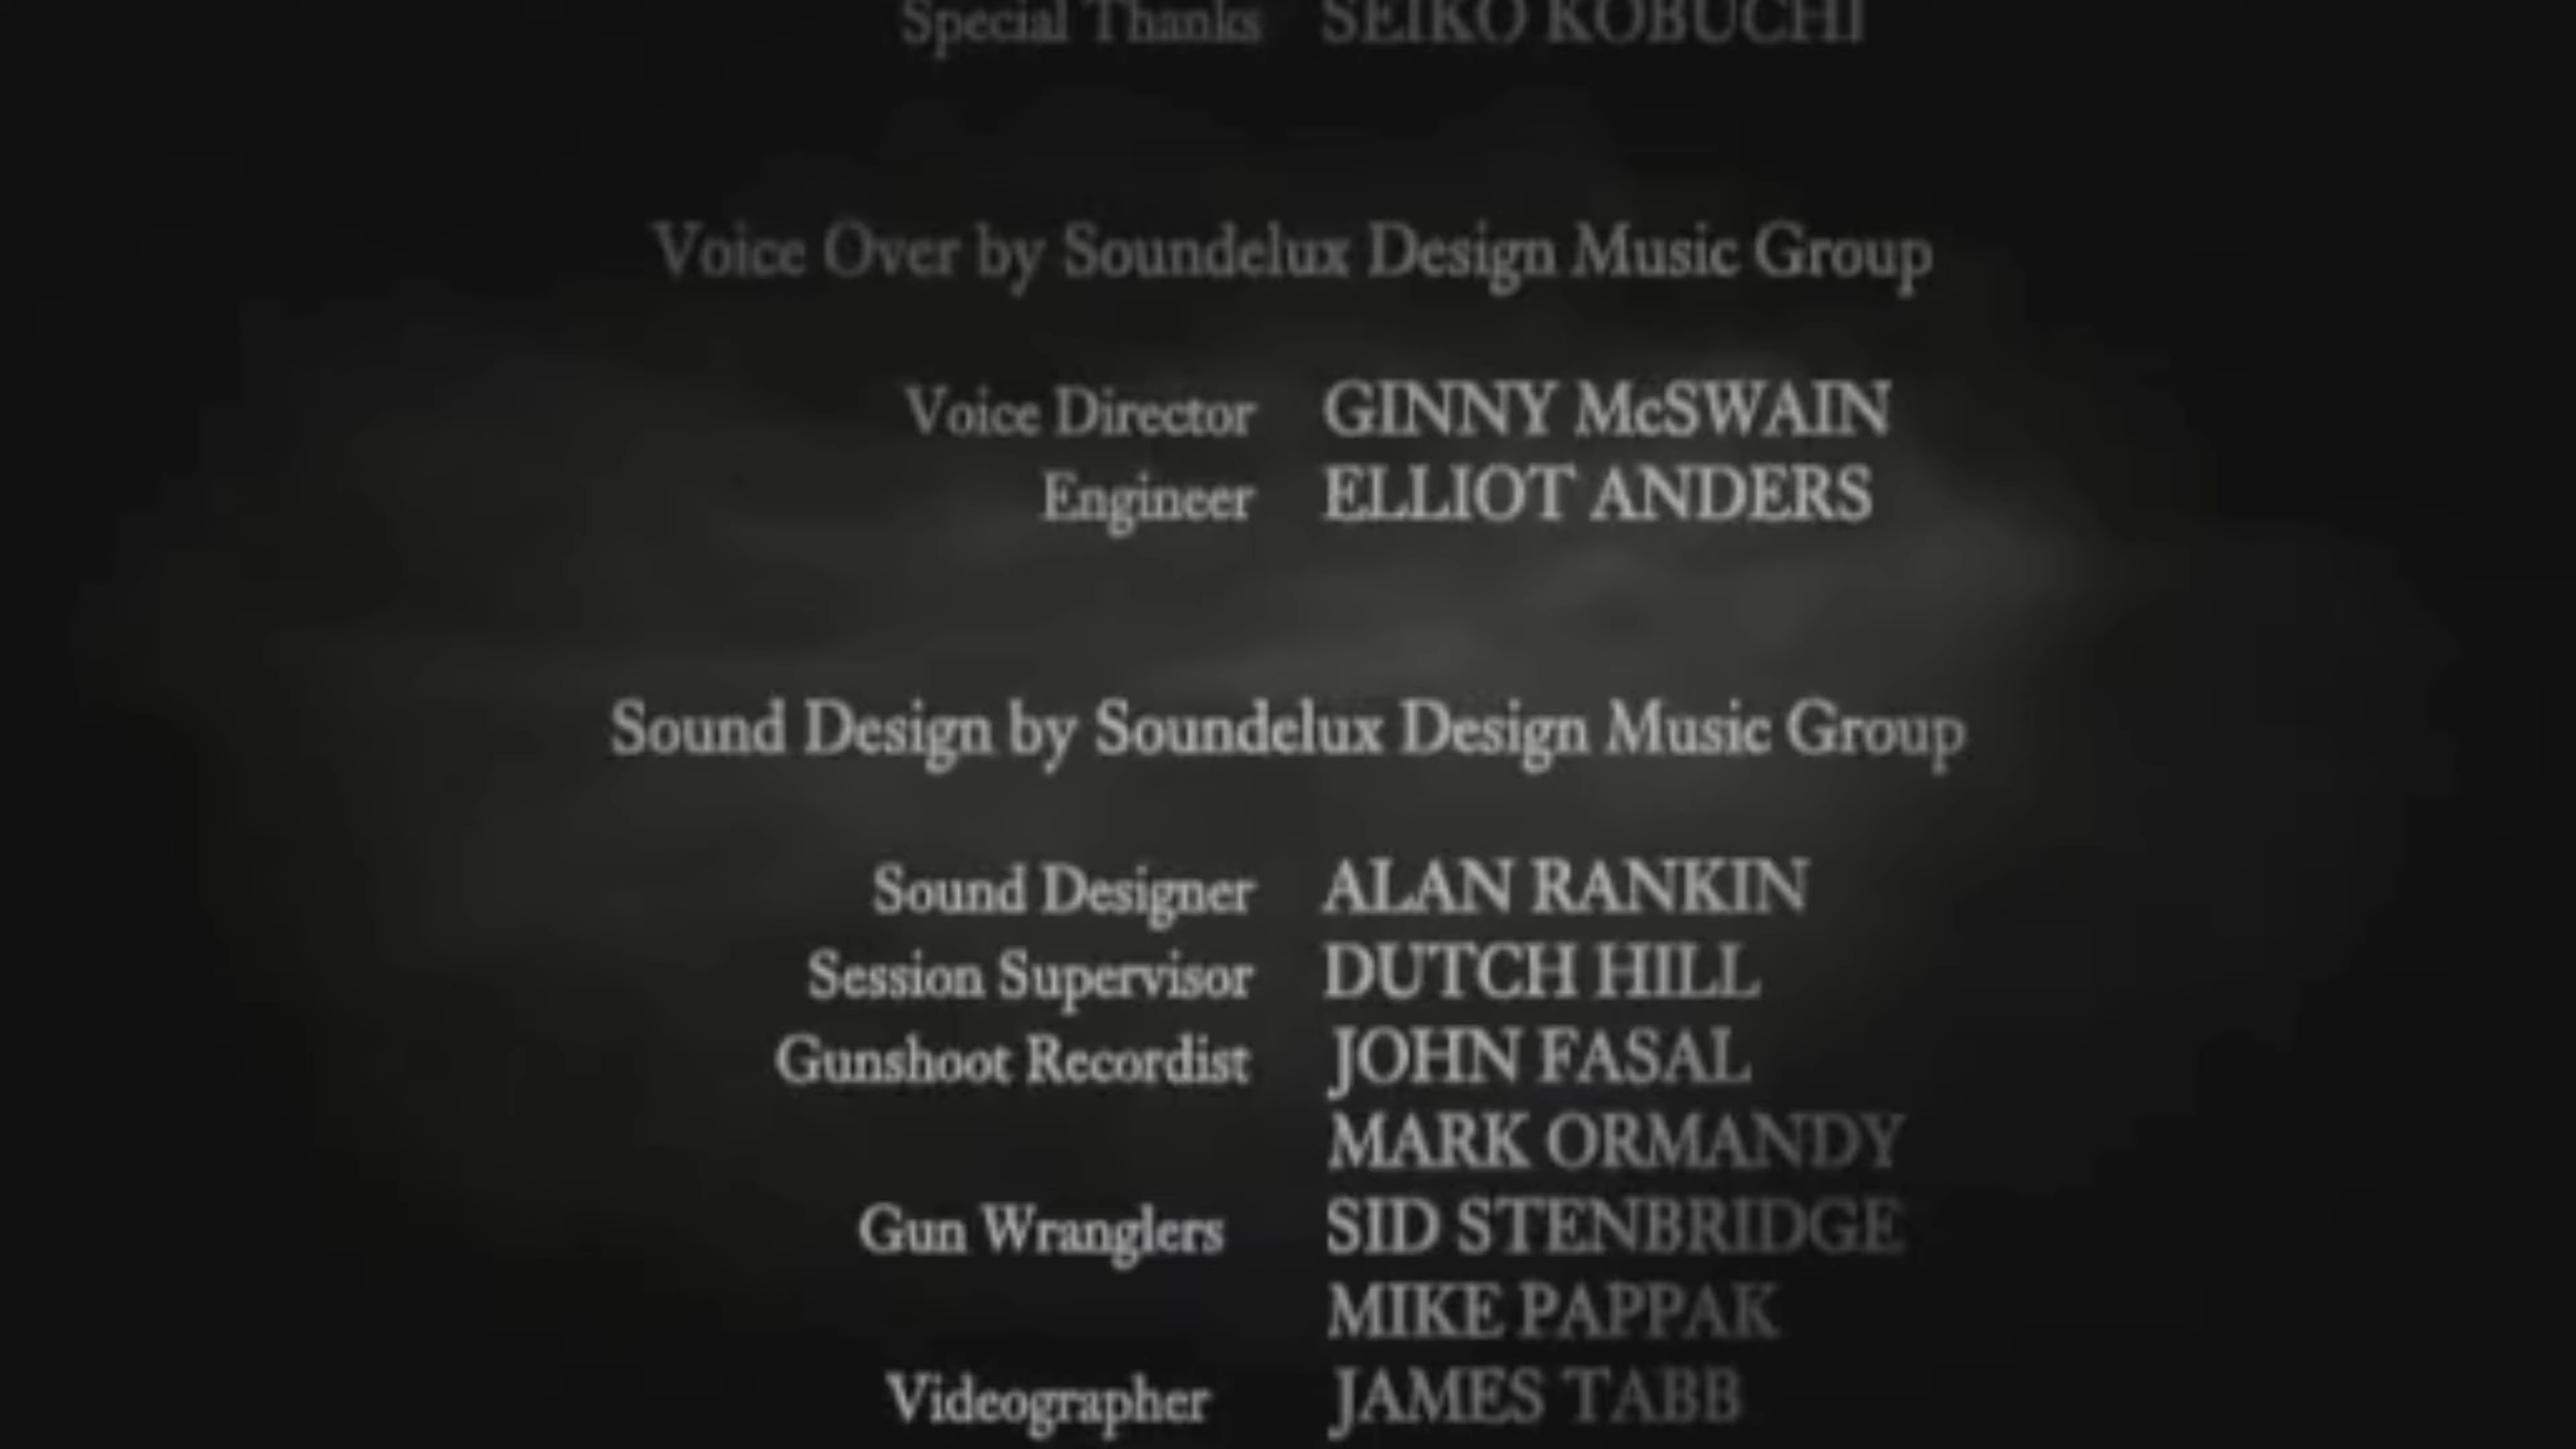 Special Thanks SEIKO KOBUCHI
Voice Over by Soundelux Design Music Group
Voice Director GINNY McSWAIN
Engineer ELLIOT ANDERS
Sound Design by Soundelux Design Music Group
Sound Designer ALAN RANKIN
Session Supervisor DUTCH HILL
Gunshoot Recordist JOHN FASAL
MARK ORMANDY
Gun Wranglers SID STENBRIDGE
MIKE PAPPAK
Videographer JAMES TABB